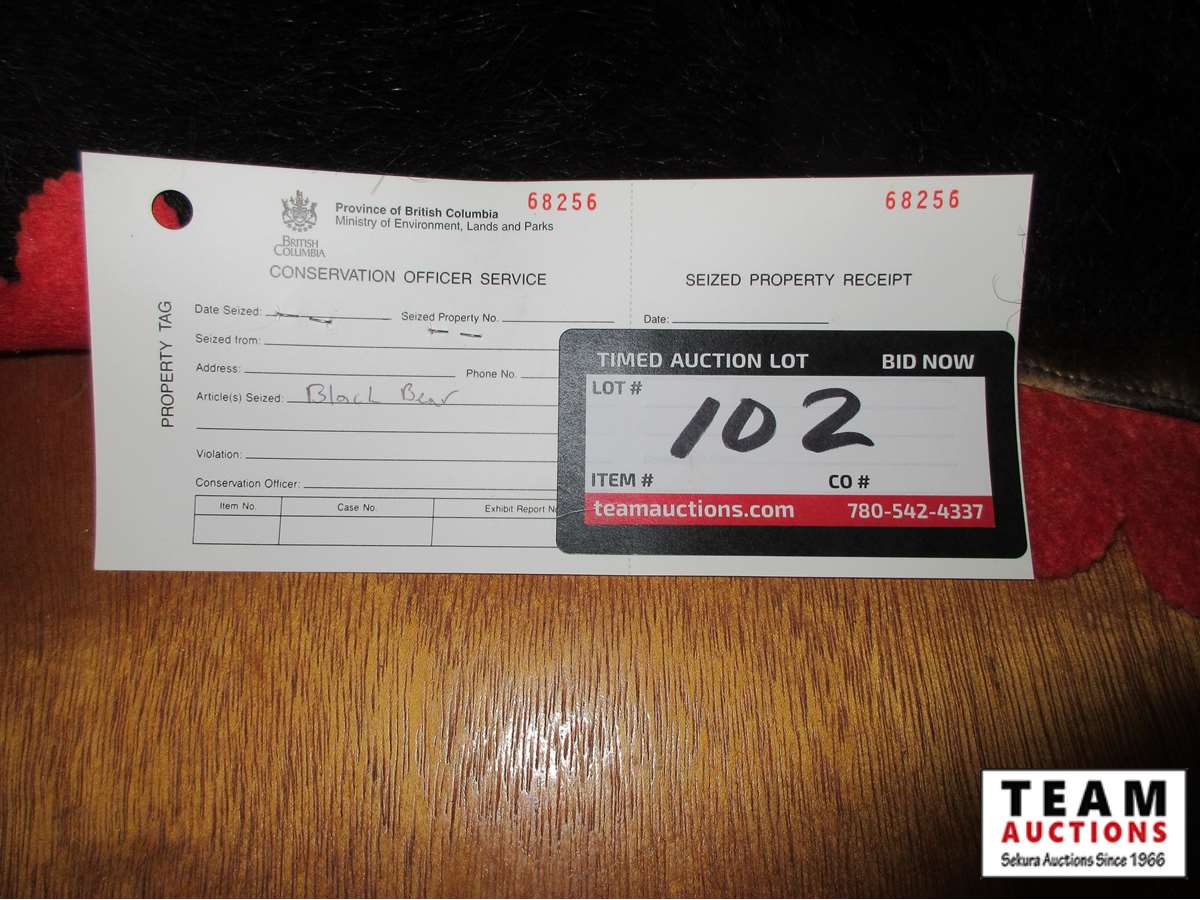 68256
68256
Province of British Columbia
Ministry of Environment, Lands and Parks
BRITISH
COLUMBIA
CONSERVATION OFFICER SERVICE
SEIZED PROPERTY RECEIPT
PROPERTY TAG
Date Seized:
Seized Property No.
Date:
Seized from:
Address:
Phone No.
Article(s) Seized: Black Bear
Violation:
Conservation Officer:
Item No.
Case No.
Exhibit Report
TIMED AUCTION LOT
BID NOW
LOT #
102
ITEM #
CO #
teamauctions.com
780-542-4337
TEAM
AUCTIONS
Sekura Auctions Since 1966